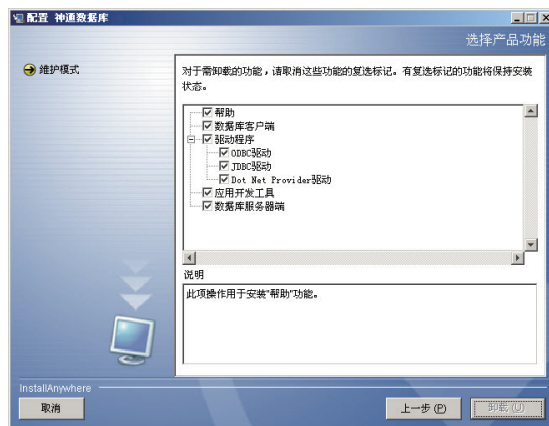 配置 神通数据库
选择产品功能
维护模式
对于需卸载的功能，请取消这些功能的复选标记。有复选标记的功能将保持安装
状态。
帮助
数据库客户端
驱动程序
ODBC驱动
JDBC驱动
Dot Net Provider驱动
应用开发工具
数据库服务器端
说明
此项操作用于安装"帮助"功能。
InstallAnywhere
取消
上一步(P)
卸载(U)